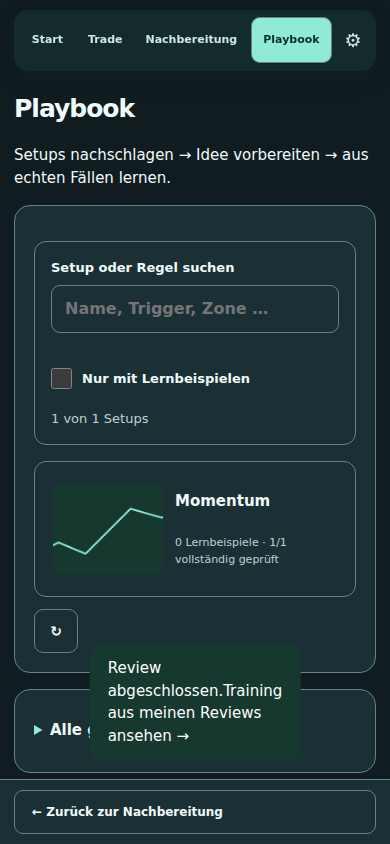 Start Trade Nachbereitung Playbook
Playbook
Setups nachschlagen → Idee vorbereiten → aus
echten Fällen lernen.
Setup oder Regel suchen
Name, Trigger, Zone …
Nur mit Lernbeispielen
1 von 1 Setups
Momentum
0 Lernbeispiele · 1/1
vollständig geprüft
Review
abgeschlossen.Training
aus meinen Reviews
ansehen →
Alle
← Zurück zur Nachbereitung